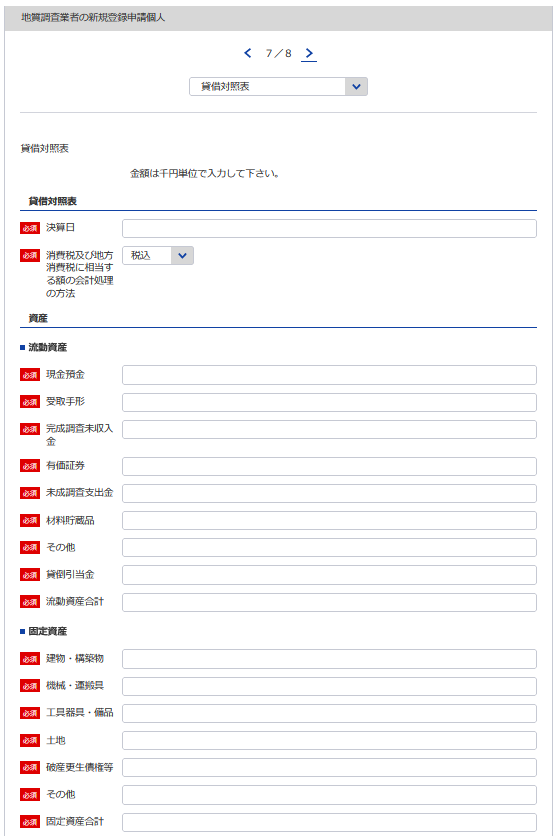 地質調査業者の新規登録申請個人
7／8
貸借対照表
貸借対照表
金額は千円単位で入力して下さい。
貸借対照表
必須 決算日
必須 消費税及び地方
消費税に相当す
る額の会計処理
の方法
税込
資産
流動資産
必須 現金預金
必須 受取手形
必須 完成調査未収入
金
必須 有価証券
必須 未成調査支出金
必須 材料貯蔵品
必須 その他
必須 貸倒引当金
必須 流動資産合計
固定資産
必須 建物・構築物
必須 機械・運搬具
必須 工具器具・備品
必須 土地
必須 破産更生債権等
必須 その他
必須 固定資産合計